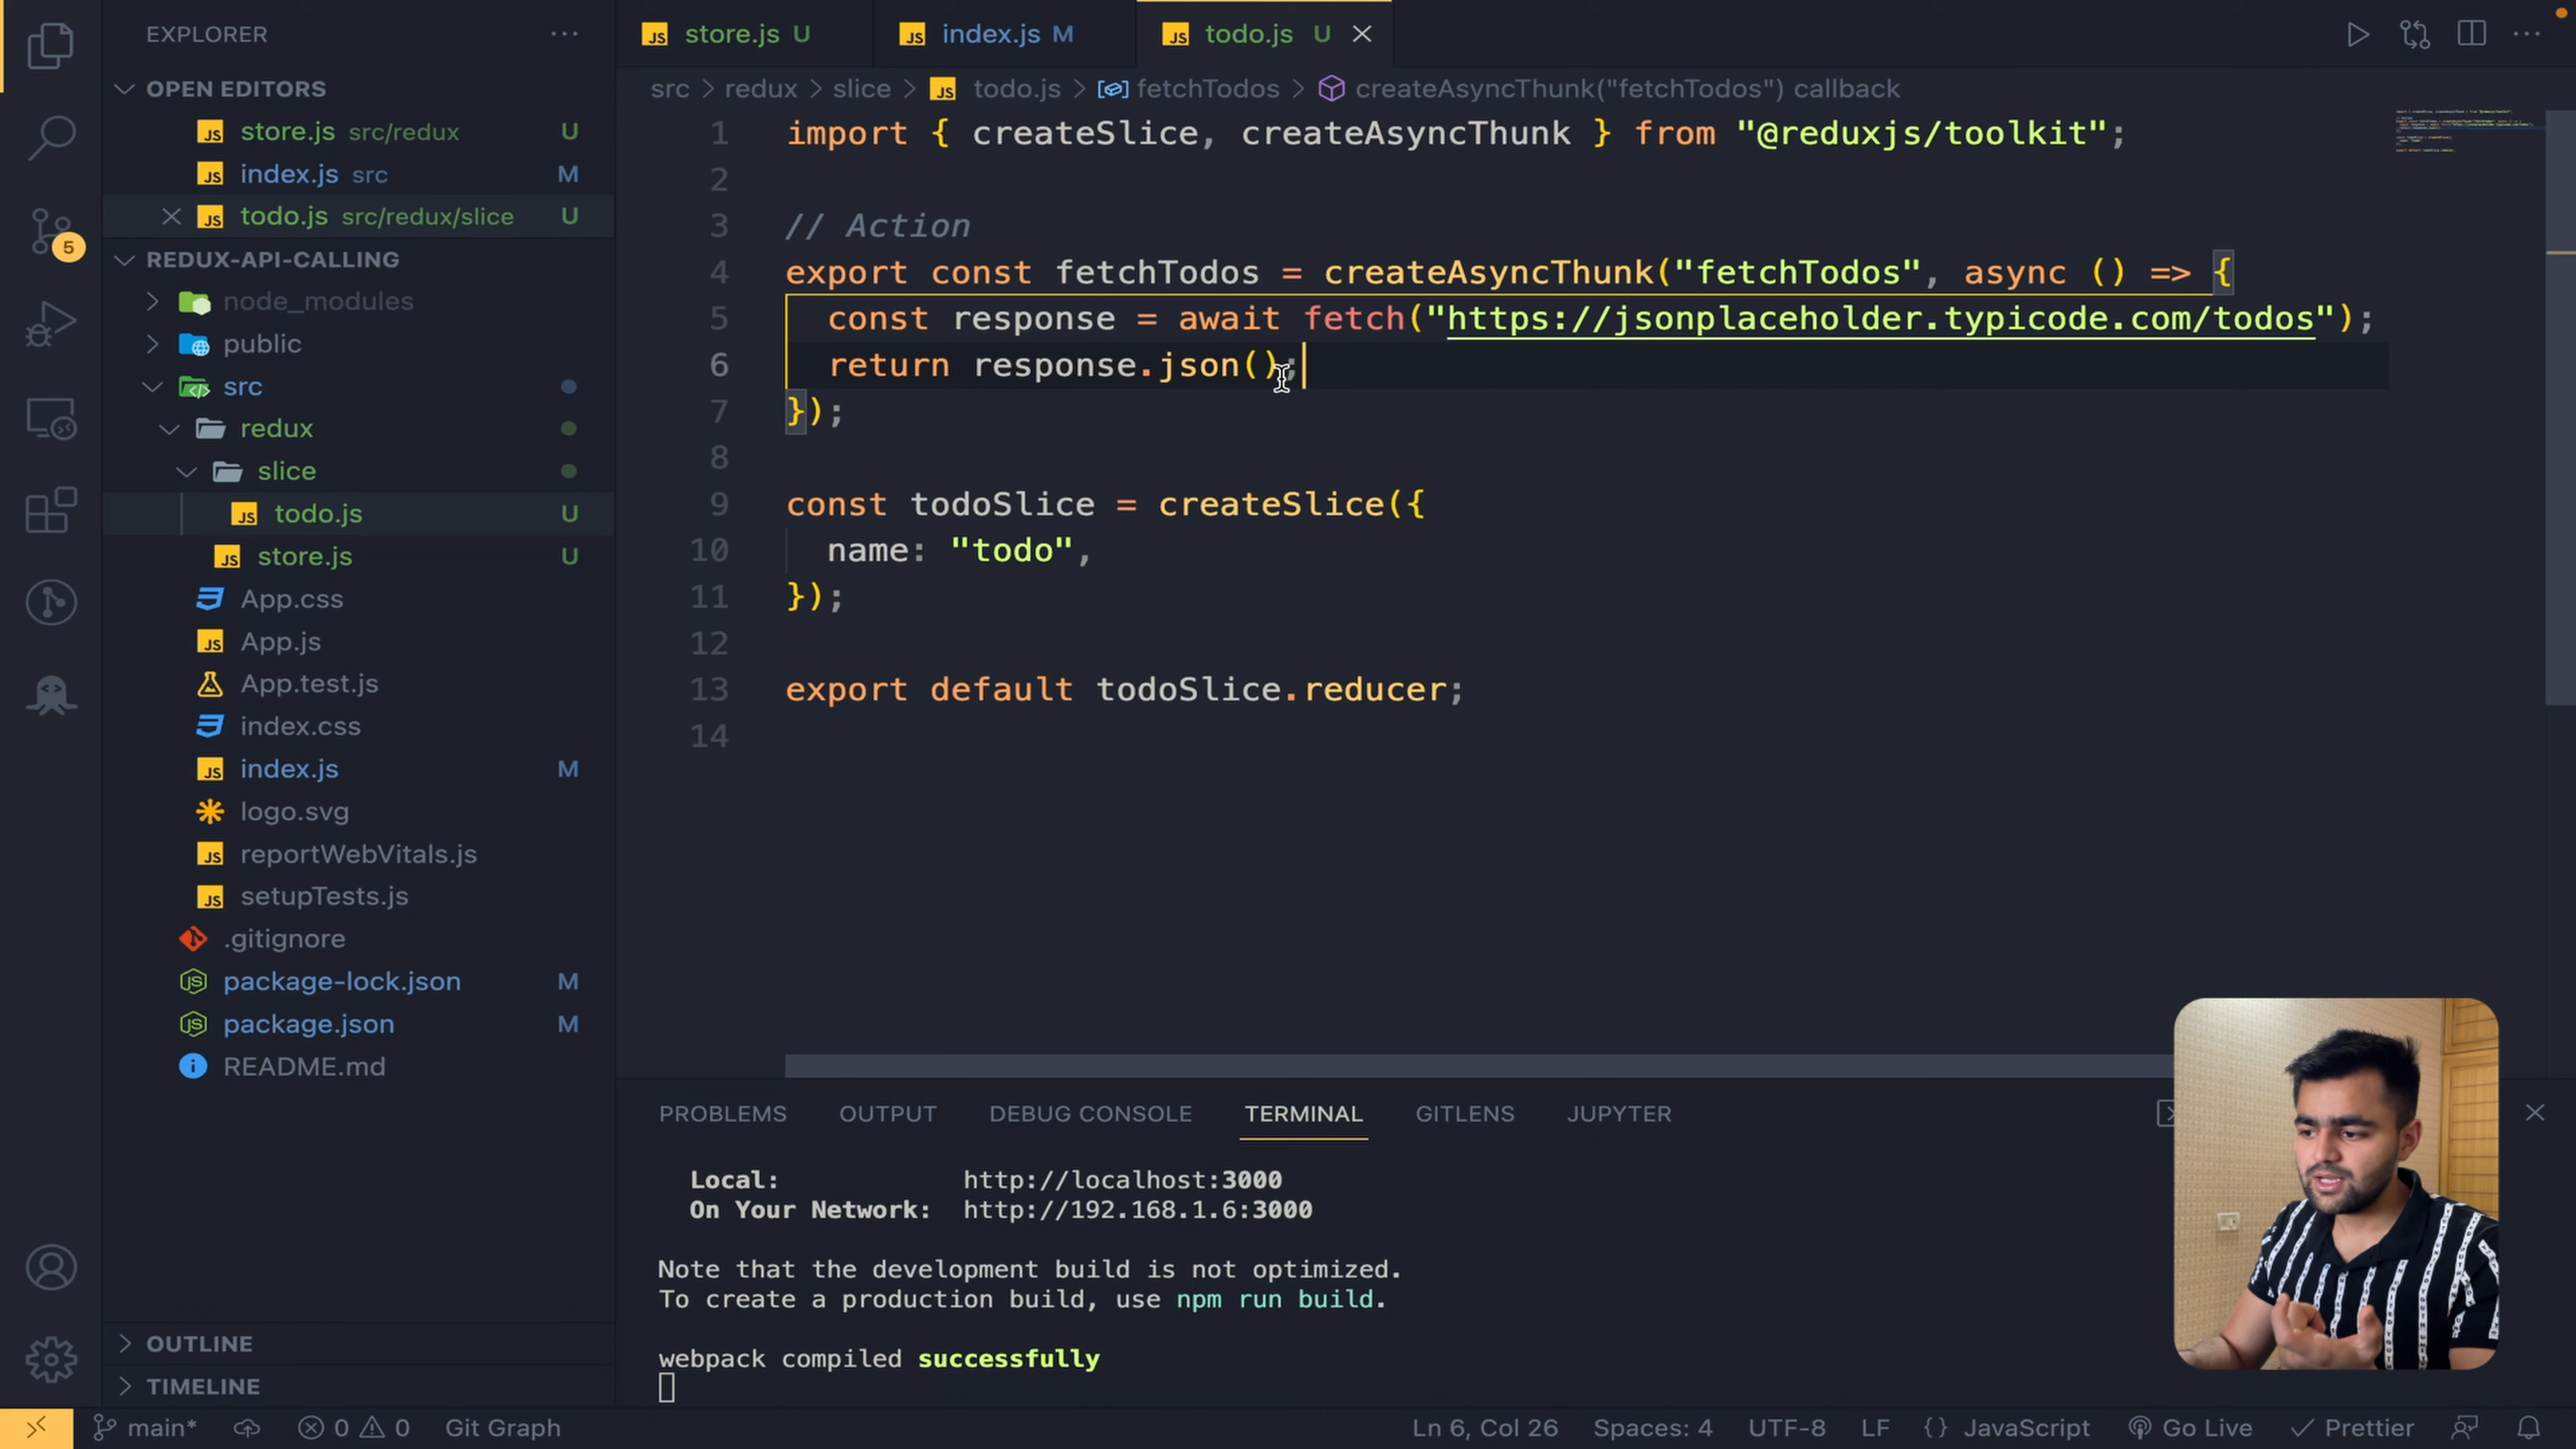 EXPLORER
OPEN EDITORS
store.js src/redux U
index.js src M
todo.js src/redux/slice U
REDUX-API-CALLING
node_modules
public
src
redux
slice
todo.js U
store.js U
App.css
App.js
App.test.js
index.css
index.js M
logo.svg
reportWebVitals.js
setupTests.js
.gitignore
package-lock.json M
package.json M
README.md
OUTLINE
TIMELINE
5
store.js U index.js M todo.js U
src > redux > slice > todo.js > fetchTodos > createAsyncThunk("fetchTodos") callback
1 import { createSlice, createAsyncThunk } from "@reduxjs/toolkit";
2
3 // Action
4 export const fetchTodos = createAsyncThunk("fetchTodos", async () => {
5 const response = await fetch("https://jsonplaceholder.typicode.com/todos");
6 return response.json();
7 });
8
9 const todoSlice = createSlice({
10 name: "todo",
11 });
12
13 export default todoSlice.reducer;
14
PROBLEMS OUTPUT DEBUG CONSOLE TERMINAL GITLENS JUPYTER
Local: http://localhost:3000
On Your Network: http://192.168.1.6:3000
Note that the development build is not optimized.
To create a production build, use npm run build.
webpack compiled successfully
main* 0 0 Git Graph Ln 6, Col 26 Spaces: 4 UTF-8 LF {} JavaScript Go Live Prettier